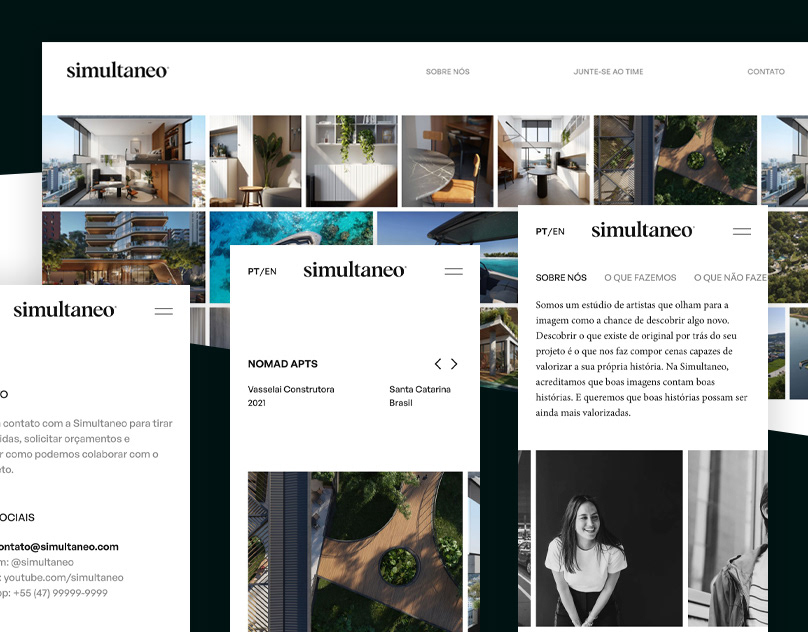 simultaneo
SOBRE NÓS
JUNTE-SE AO TIME
CONTATO
simultaneo
contato com a Simultaneo para tirar
solicitar orçamentos e
como podemos colaborar com o
@simultaneo.com
@simultaneo
youtube.com/simultaneo
+55 (47) 99999-9999
PT/EN
simultaneo
NOMAD APTS
Vasselai Construtora
2021
Santa Catarina
Brasil
PT/EN
simultaneo
SOBRE NÓS
O QUE FAZEMOS
O QUE NÃO FAZE
Somos um estúdio de artistas que olham para a
imagem como a chance de descobrir algo novo.
Descobrir o que existe de original por trás do seu
projeto é o que nos faz compor cenas capazes de
valorizar a sua própria história. Na Simultaneo,
acreditamos que boas imagens contam boas
histórias. E queremos que boas histórias possam ser
ainda mais valorizadas.